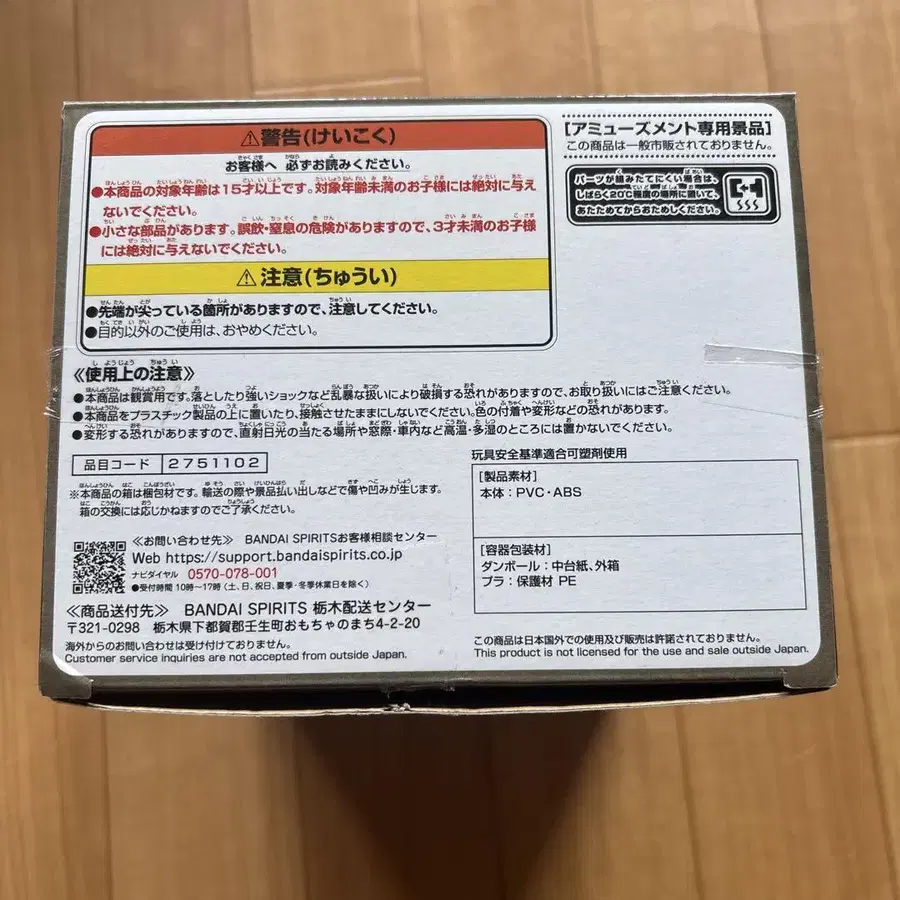 ⚠警告(けいこく)
お客様へ 必ずお読みください。
●本商品の対象年齢は15才以上です。対象年齢未満のお子様には絶対に与え
ないでください。
●小さな部品があります。誤飲・窒息の危険がありますので、3才未満のお子様
には絶対に与えないでください。
⚠注意(ちゅうい)
●先端が尖っている箇所がありますので、注意してください。
●目的以外のご使用は、おやめください。
[アミューズメント専用景品]
この商品は一般市販されておりません。
パーツが組みたてにくい場合は、
しばらく20℃程度の場所に置いて、
あたためてからおためしください。
《使用上の注意》
●本商品は観賞用です。落としたり強いショックなど乱暴な扱いにより破損する恐れがありますので、お取り扱いにはご注意ください。
●本商品をプラスチック製品の上に置いたり、接触させたままにしないでください。色の付着や変形などの恐れがあります。
●変形する恐れがありますので、直射日光の当たる場所や窓際・車内など高温・多湿のところには置かないでください。
品目コード 2751102
※本商品の箱は梱包材です。輸送の際や景品払い出しなどで傷や凹みが生じます。
箱の交換には応じかねますのでご了承ください。
≪お問い合わせ先≫ BANDAI SPIRITSお客様相談センター
Web https://support.bandaispirits.co.jp
ナビダイヤル 0570-078-001
●受付時間 10時〜17時 (土、日、祝日、夏季・冬季休業日を除く)
≪商品送付先≫ BANDAI SPIRITS 栃木配送センター
〒321-0298 栃木県下都賀郡壬生町おもちゃのまち4-2-20
海外からのお問い合わせは受け付けておりません。
Customer service inquiries are not accepted from outside Japan.
玩具安全基準適合可塑剤使用
[製品素材]
本体:PVC・ABS
[容器包装材]
ダンボール:中台紙、外箱
プラ:保護材 PE
この商品は日本国外での使用及び販売は許諾されておりません。
This product is not licensed for the use and sale outside Japan.